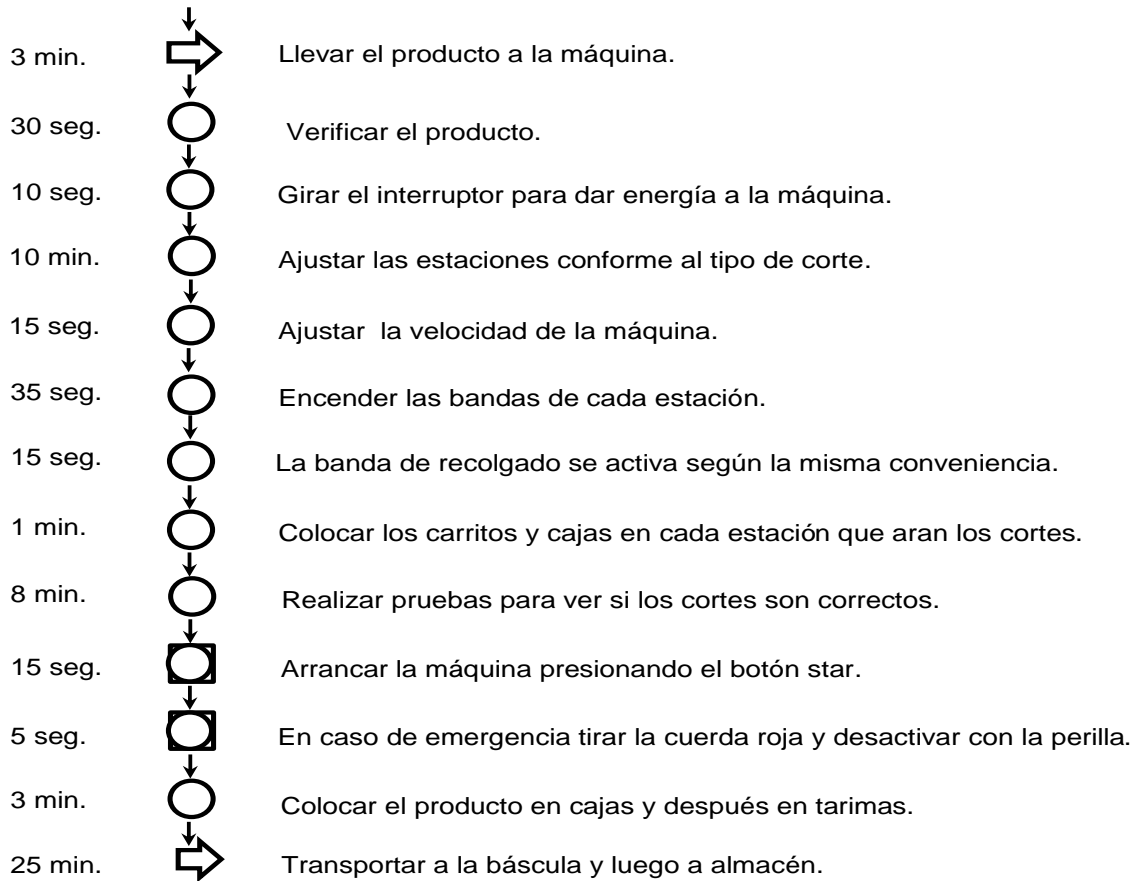 3 min. Llevar el producto a la máquina.
30 seg. Verificar el producto.
10 seg. Girar el interruptor para dar energía a la máquina.
10 min. Ajustar las estaciones conforme al tipo de corte.
15 seg. Ajustar la velocidad de la máquina.
35 seg. Encender las bandas de cada estación.
15 seg. La banda de recolgado se activa según la misma conveniencia.
1 min. Colocar los carritos y cajas en cada estación que aran los cortes.
8 min. Realizar pruebas para ver si los cortes son correctos.
15 seg. Arrancar la máquina presionando el botón star.
5 seg. En caso de emergencia tirar la cuerda roja y desactivar con la perilla.
3 min. Colocar el producto en cajas y después en tarimas.
25 min. Transportar a la báscula y luego a almacén.